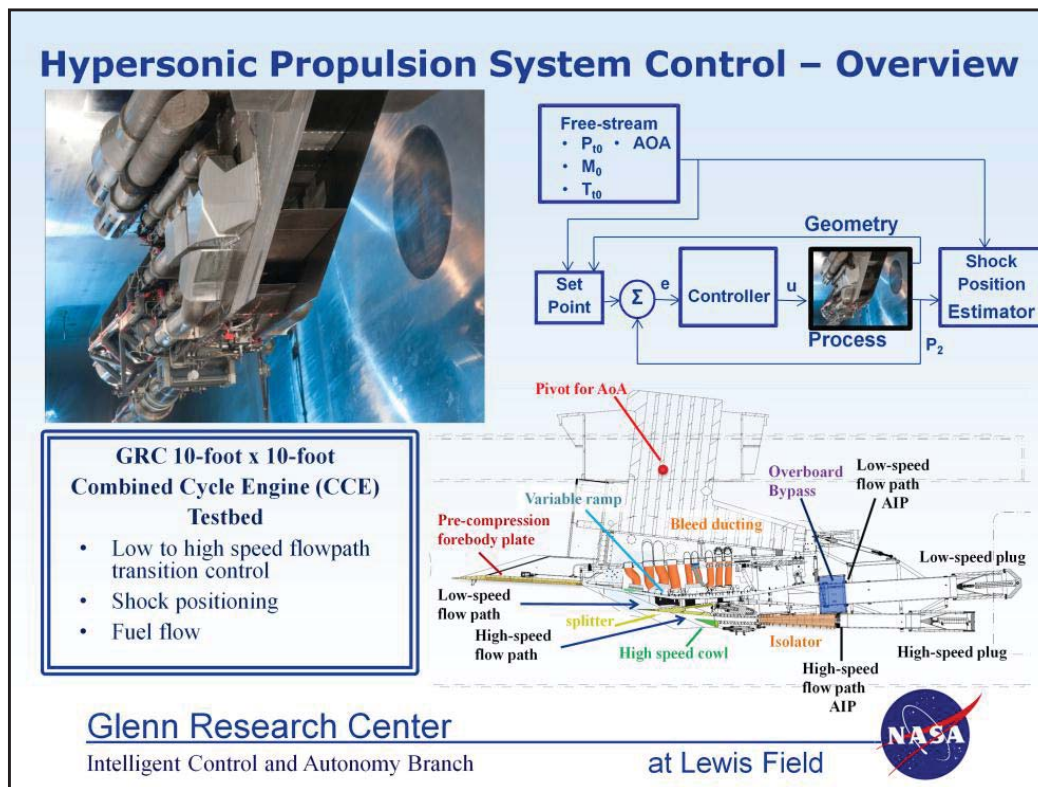 Hypersonic Propulsion System Control – Overview
Free-stream
• Pt0 • AOA
• M0
• Tt0
Geometry
Set
Point
Σ
e
Controller
u
Process
Shock
Position
Estimator
P2
GRC 10-foot x 10-foot
Combined Cycle Engine (CCE)
Testbed
• Low to high speed flowpath
transition control
• Shock positioning
• Fuel flow
Pivot for AoA
Variable ramp
Pre-compression
forebody plate
Bleed ducting
Overboard
Bypass
Low-speed
flow path
AIP
Low-speed plug
Low-speed
flow path
splitter
High-speed
flow path
High speed cowl
Isolator
High-speed
flow path
AIP
High-speed plug
Glenn Research Center
Intelligent Control and Autonomy Branch
at Lewis Field
NASA